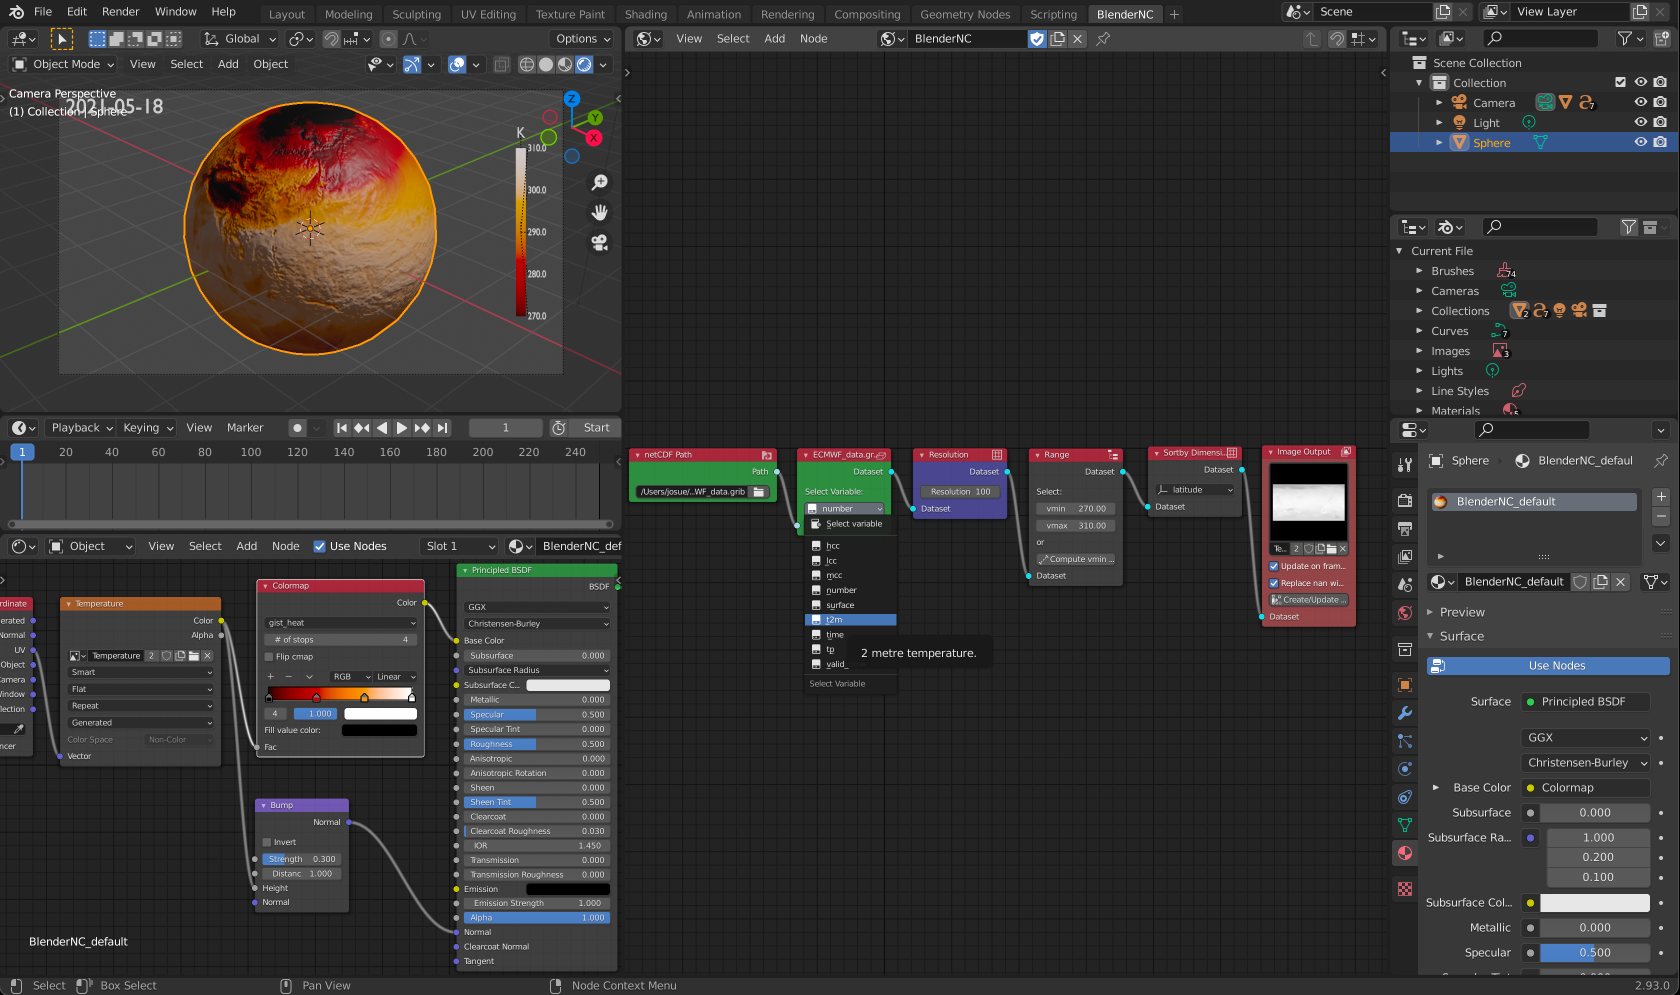 File Edit Render Window Help
Layout Modeling Sculpting UV Editing Texture Paint Shading Animation Rendering Compositing Geometry Nodes Scripting BlenderNC +
Scene
View Layer
Global
Options
Object Mode View Select Add Object
Camera Perspective
(1) Collection | Sphere
2021-05-18
K
310.0
300.0
290.0
280.0
270.0
Z
Y
X
View Select Add Node
BlenderNC
Scene Collection
Collection
Camera
7
Light
Sphere
Current File
Brushes
74
Cameras
Collections
2
7
Curves
7
Images
3
Lights
Line Styles
Materials
5
Playback Keying View Marker
1
Start
1 20 40 60 80 100 120 140 160 180 200 220 240
Object View Select Add Node Use Nodes Slot 1 BlenderNC_def
rdinate
erated
Normal
UV
Object
Camera
Window
lection
ncer
Temperature
Color
Alpha
Temperature 2
Smart
Flat
Repeat
Generated
Color Space Non-Color
Vector
Colormap
Color
gist_heat
# of stops 4
Flip cmap
+ − RGB Linear
4 1.000
Fill value color:
Fac
Bump
Normal
Invert
Strength 0.300
Distanc 1.000
Height
Normal
Principled BSDF
BSDF
GGX
Christensen-Burley
Base Color
Subsurface 0.000
Subsurface Radius
Subsurface C...
Metallic 0.000
Specular 0.500
Specular Tint 0.000
Roughness 0.500
Anisotropic 0.000
Anisotropic Rotation 0.000
Sheen 0.000
Sheen Tint 0.500
Clearcoat 0.000
Clearcoat Roughness 0.030
IOR 1.450
Transmission 0.000
Transmission Roughness 0.000
Emission
Emission Strength 1.000
Alpha 1.000
Normal
Clearcoat Normal
Tangent
BlenderNC_default
netCDF Path
Path
/Users/josue/...WF_data.grib
ECMWF_data.gr..
Dataset
Select Variable:
number
Select variable
hcc
lcc
mcc
number
surface
t2m
time
tp
valid_
Select Variable
2 metre temperature.
Resolution
Dataset
Resolution 100
Dataset
Range
Dataset
Select:
vmin 270.00
vmax 310.00
or
Compute vmin ...
Dataset
Sortby Dimensi..
Dataset
latitude
Dataset
Image Output
Te.. 2
Update on fram..
Replace nan wi..
Create/Update ...
Dataset
Sphere BlenderNC_defaul
BlenderNC_default
BlenderNC_default
Preview
Surface
Use Nodes
Surface Principled BSDF
GGX
Christensen-Burley
Base Color Colormap
Subsurface 0.000
Subsurface Ra... 1.000
0.200
0.100
Subsurface Col...
Metallic 0.000
Specular 0.500
Select Box Select Pan View Node Context Menu 2.93.0